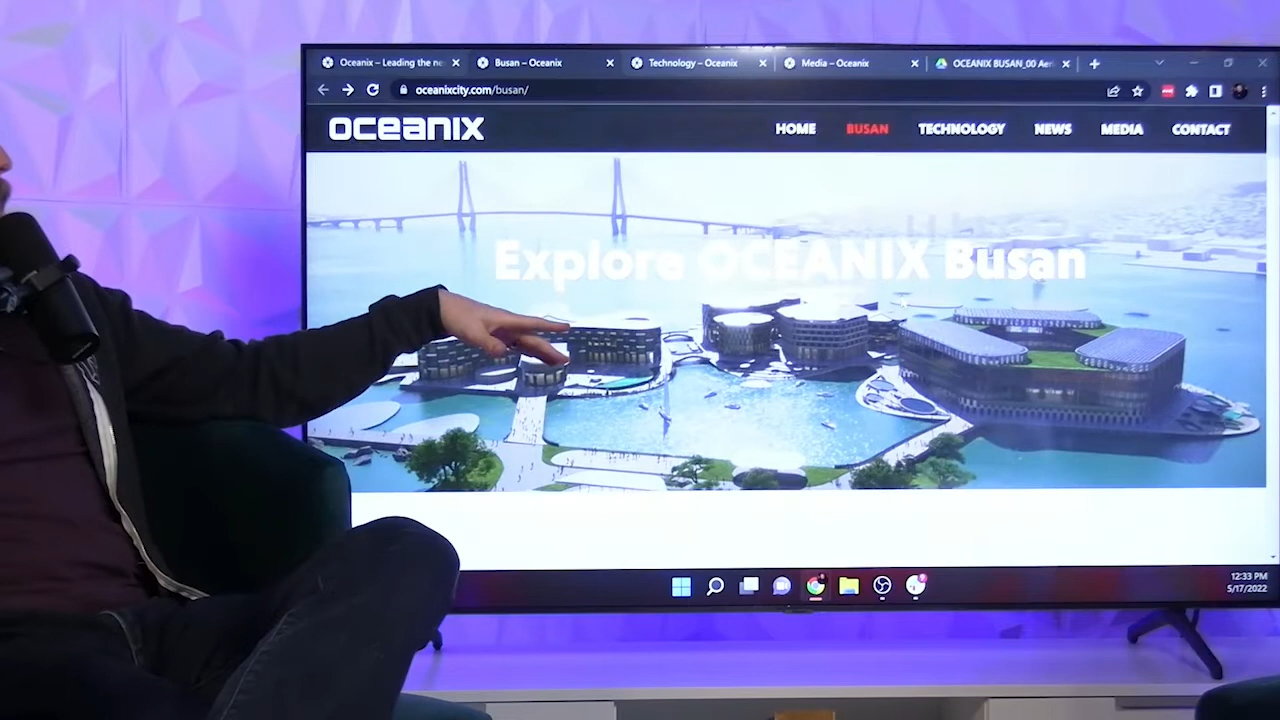 Oceanix – Leading the ne
Busan – Oceanix
Technology – Oceanix
Media – Oceanix
OCEANIX BUSAN_00 Aeri
oceanixcity.com/busan/
OCEANIX
HOME
BUSAN
TECHNOLOGY
NEWS
MEDIA
CONTACT
Explore OCEANIX Busan
12:33 PM
5/17/2022